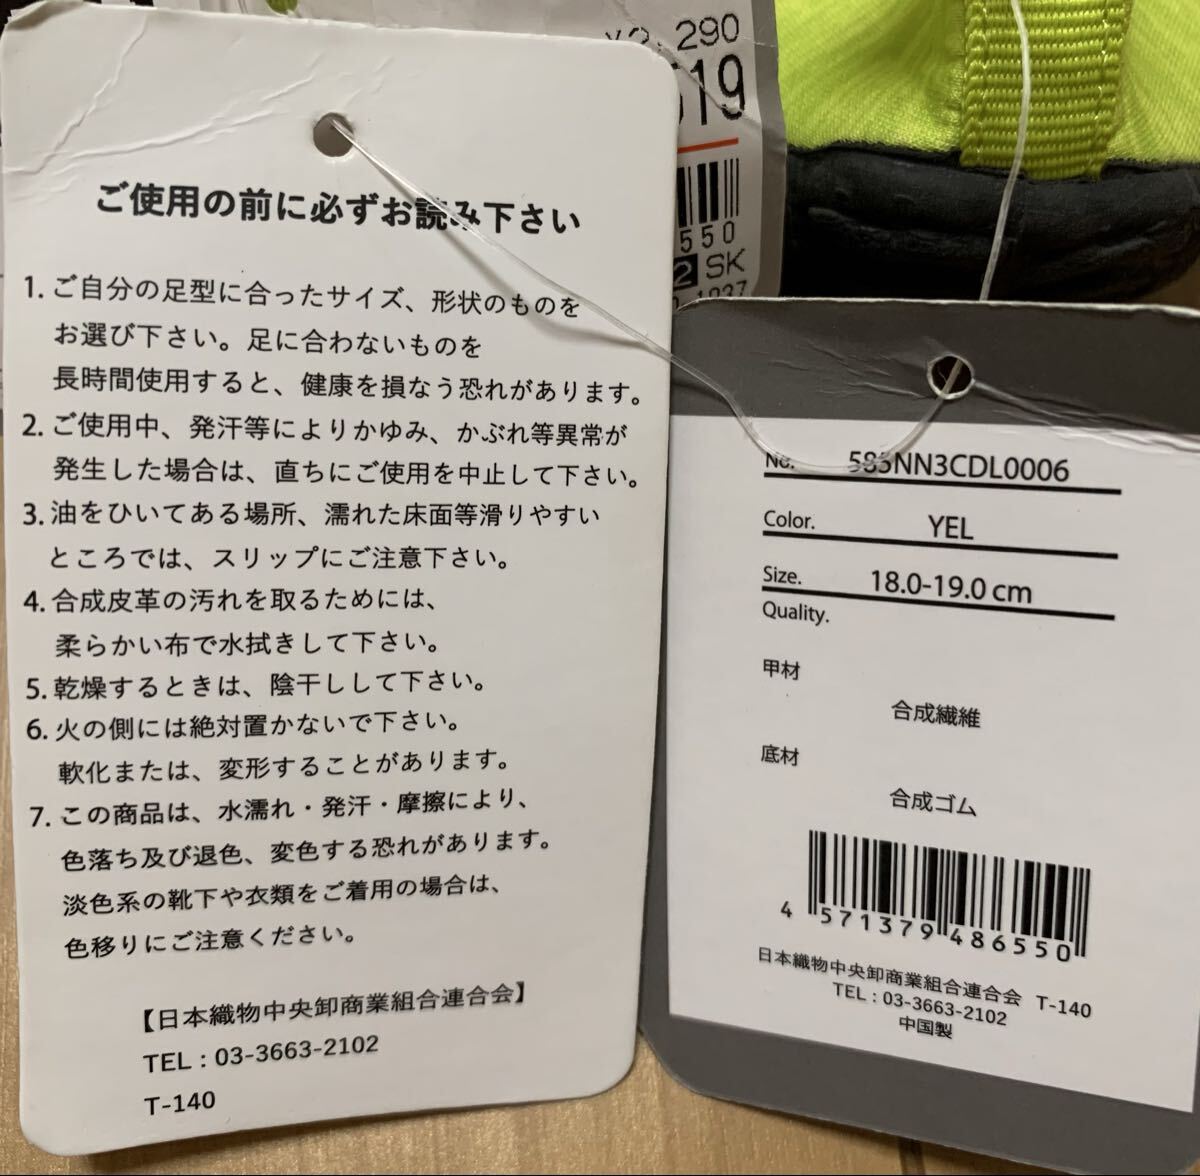 ご使用の前に必ずお読み下さい
1. ご自分の足型に合ったサイズ、形状のものを
お選び下さい。足に合わないものを
長時間使用すると、健康を損なう恐れがあります。
2. ご使用中、発汗等によりかゆみ、かぶれ等異常が
発生した場合は、直ちにご使用を中止して下さい。
3. 油をひいてある場所、濡れた床面等滑りやすい
ところでは、スリップにご注意下さい。
4. 合成皮革の汚れを取るためには、
柔らかい布で水拭きして下さい。
5. 乾燥するときは、陰干しして下さい。
6. 火の側には絶対置かないで下さい。
軟化または、変形することがあります。
7. この商品は、水濡れ・発汗・摩擦により、
色落ち及び退色、変色する恐れがあります。
淡色系の靴下や衣類をご着用の場合は、
色移りにご注意ください。
【日本織物中央卸商業組合連合会】
TEL : 03-3663-2102
T-140
290
19
550
2 SK
1037
No. 585NN3CDL0006
Color. YEL
Size. 18.0-19.0 cm
Quality.
甲材
合成繊維
底材
合成ゴム
4 571379 486550
日本織物中央卸商業組合連合会 T-140
TEL : 03-3663-2102
中国製